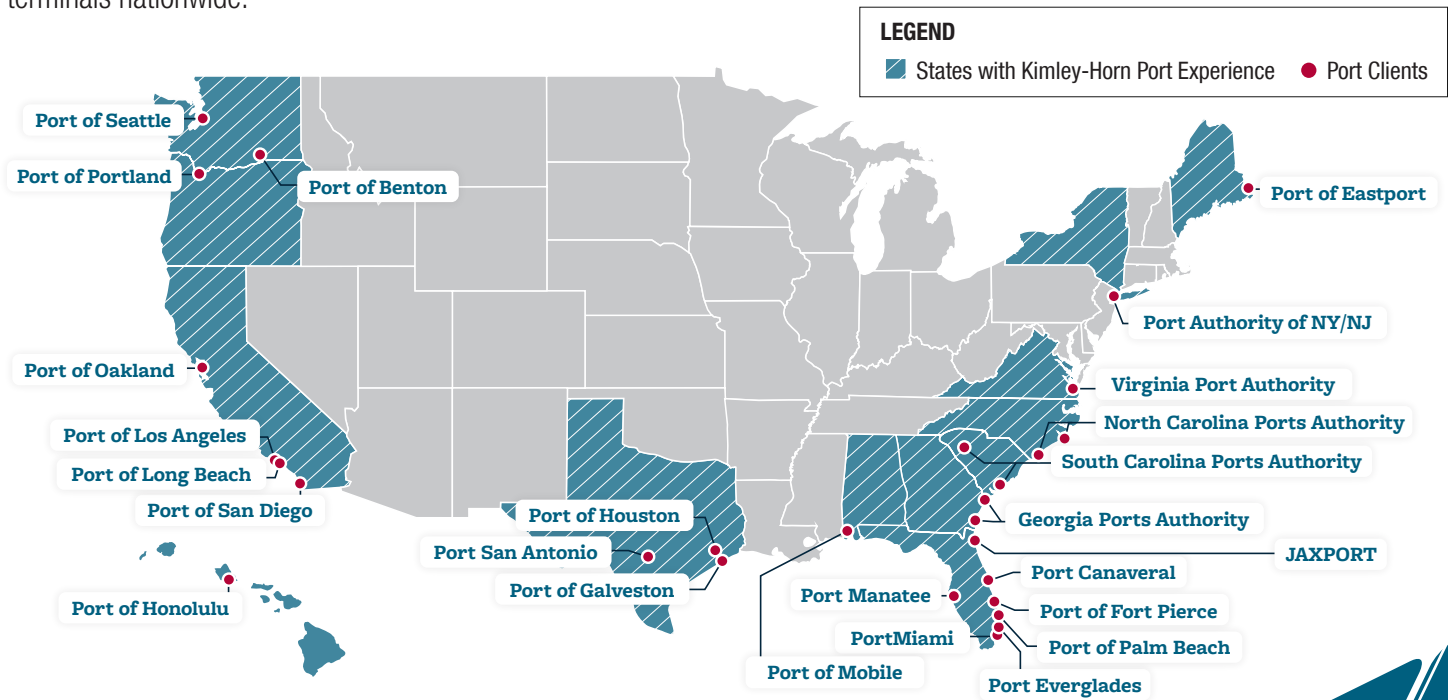 terminals nationwide.
LEGEND
States with Kimley-Horn Port Experience
Port Clients
Port of Seattle
Port of Portland
Port of Benton
Port of Eastport
Port Authority of NY/NJ
Port of Oakland
Virginia Port Authority
North Carolina Ports Authority
Port of Los Angeles
South Carolina Ports Authority
Port of Long Beach
Port of San Diego
Port of Houston
Georgia Ports Authority
Port San Antonio
JAXPORT
Port of Galveston
Port Canaveral
Port Manatee
Port of Honolulu
Port of Fort Pierce
PortMiami
Port of Palm Beach
Port of Mobile
Port Everglades